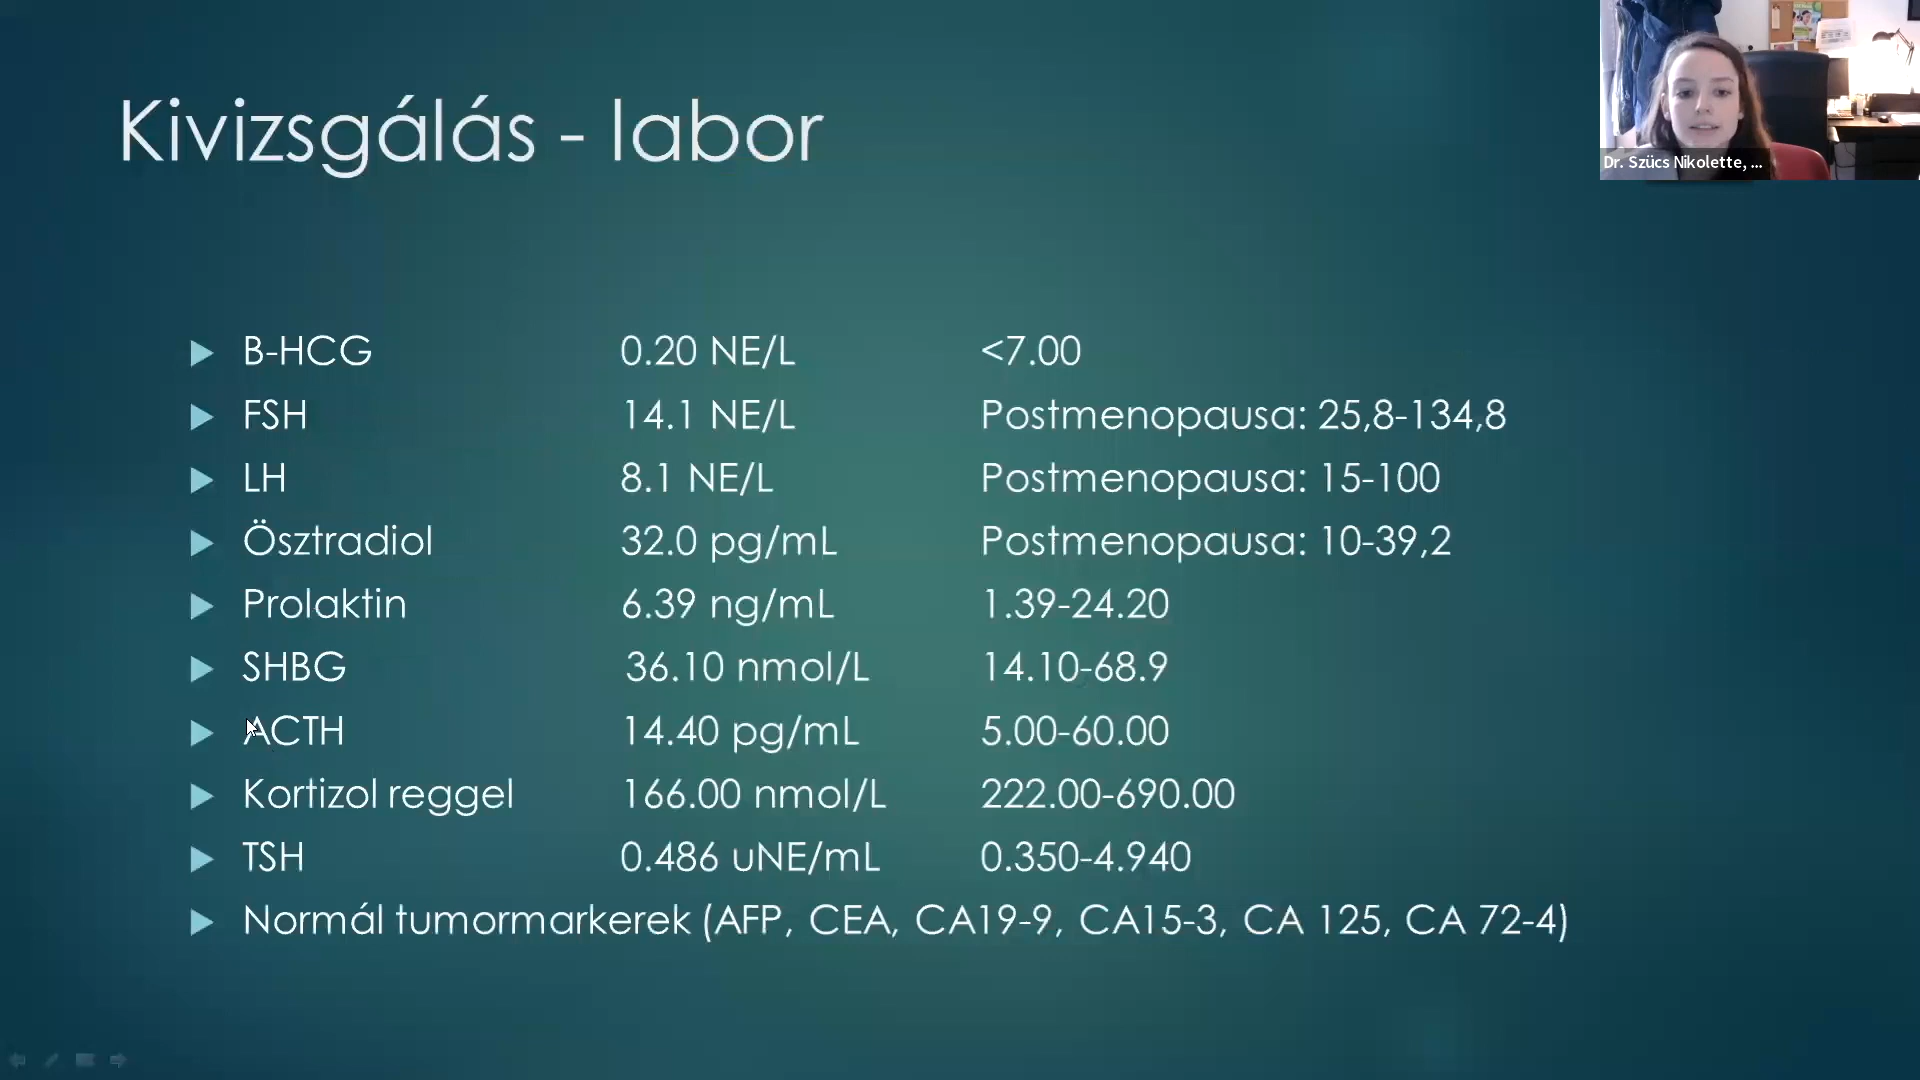 Kivizsgálás - labor
Dr. Szücs Nikolette, ...
B-HCG 0.20 NE/L <7.00
FSH 14.1 NE/L Postmenopausa: 25,8-134,8
LH 8.1 NE/L Postmenopausa: 15-100
Ösztradiol 32.0 pg/mL Postmenopausa: 10-39,2
Prolaktin 6.39 ng/mL 1.39-24.20
SHBG 36.10 nmol/L 14.10-68.9
ACTH 14.40 pg/mL 5.00-60.00
Kortizol reggel 166.00 nmol/L 222.00-690.00
TSH 0.486 uNE/mL 0.350-4.940
Normál tumormarkerek (AFP, CEA, CA19-9, CA15-3, CA 125, CA 72-4)